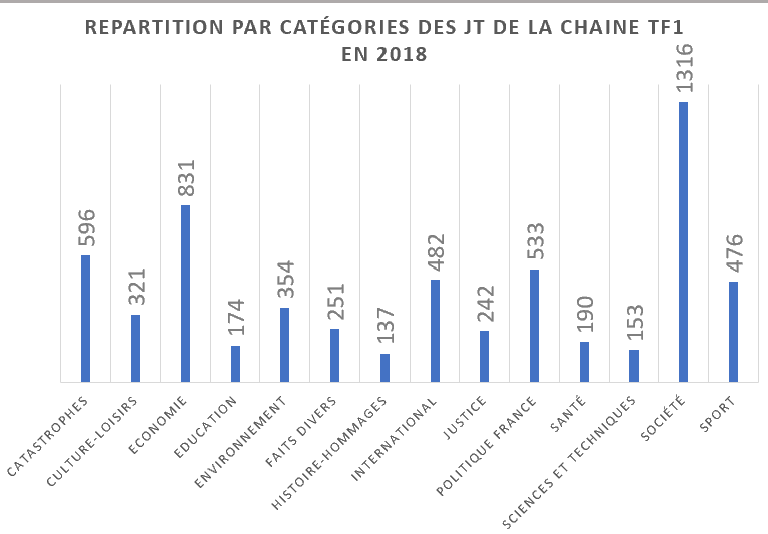 REPARTITION PAR CATÉGORIES DES JT DE LA CHAINE TF1
EN 2018
596
321
831
174
354
251
137
482
242
533
190
153
1316
476
CATASTROPHES
CULTURE-LOISIRS
ECONOMIE
EDUCATION
ENVIRONNEMENT
FAITS DIVERS
HISTOIRE-HOMMAGES
INTERNATIONAL
JUSTICE
POLITIQUE FRANCE
SANTÉ
SCIENCES ET TECHNIQUES
SOCIÉTÉ
SPORT